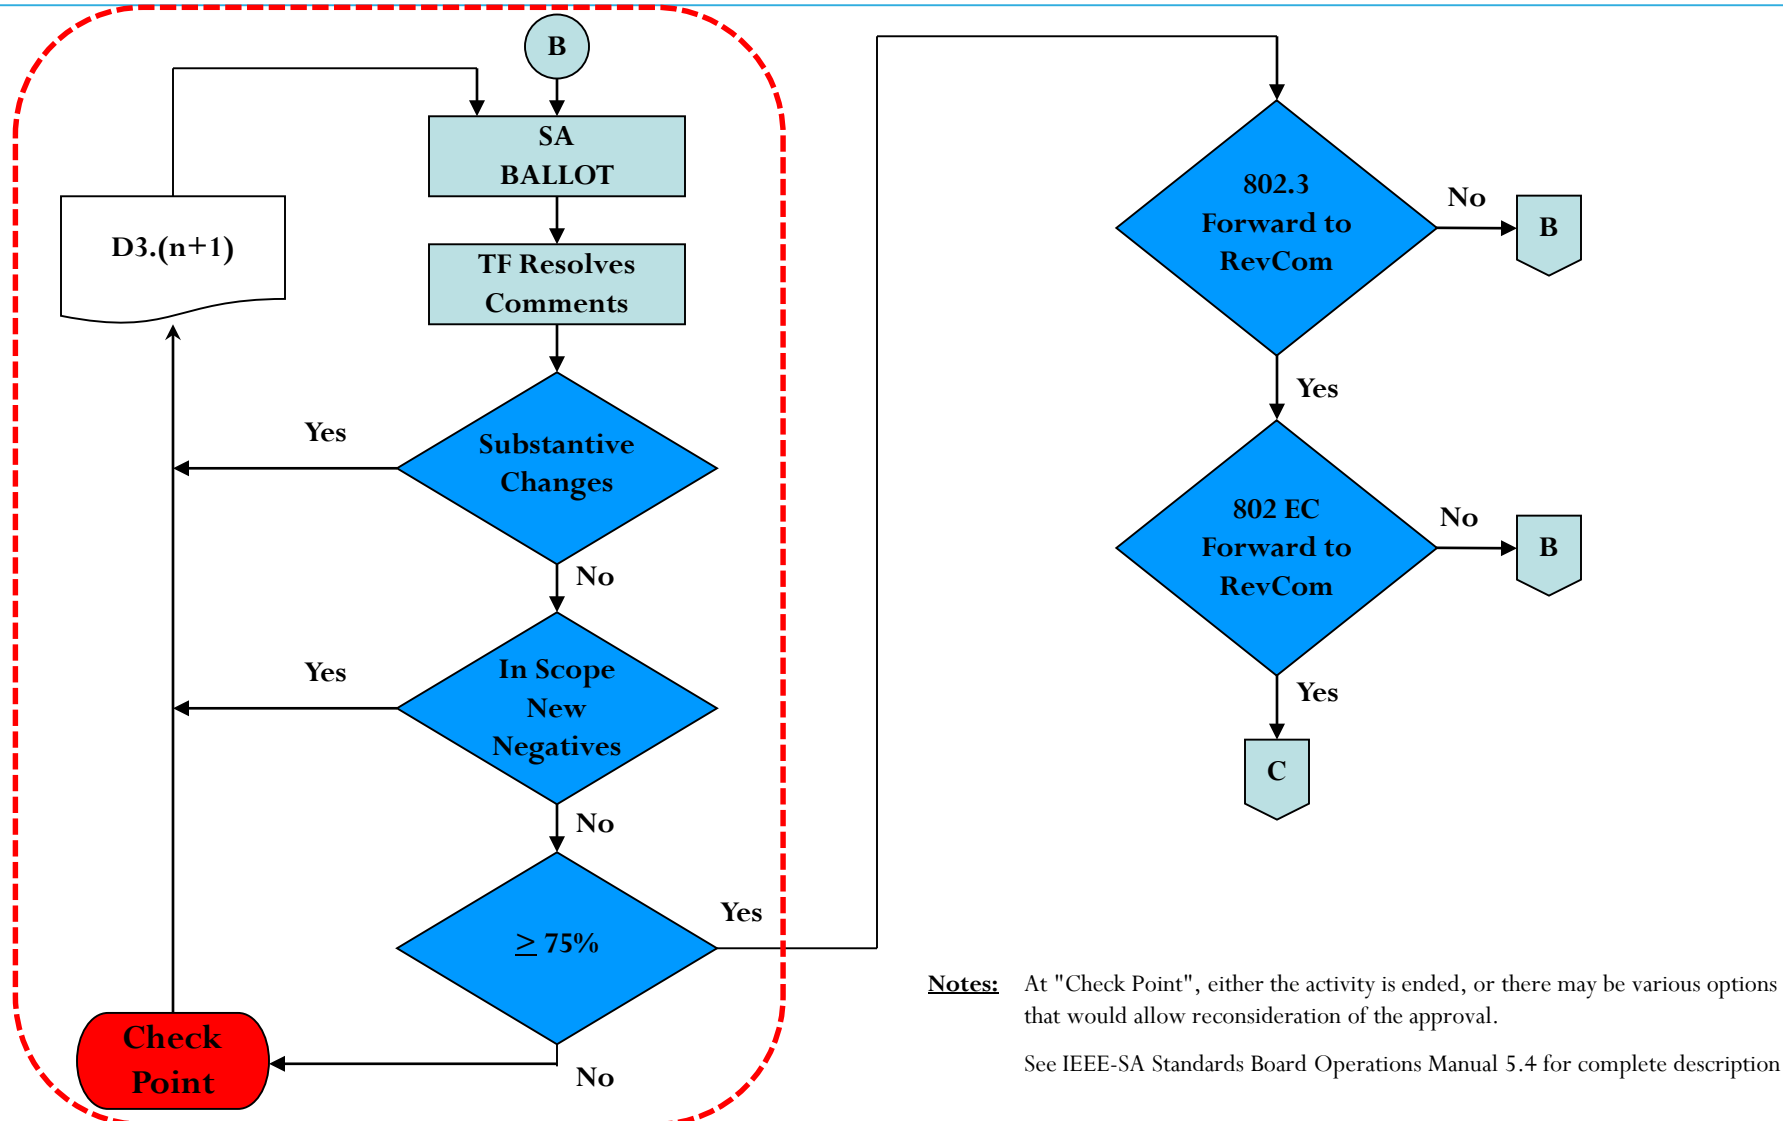 B
SA
BALLOT
D3.(n+1)
TF Resolves
Comments
Yes
Substantive
Changes
No
Yes
In Scope
New
Negatives
No
≥ 75%
Yes
No
Check
Point
802.3
Forward to
RevCom
No
B
Yes
802 EC
Forward to
RevCom
No
B
Yes
C
Notes: At "Check Point", either the activity is ended, or there may be various options
that would allow reconsideration of the approval.
See IEEE-SA Standards Board Operations Manual 5.4 for complete description